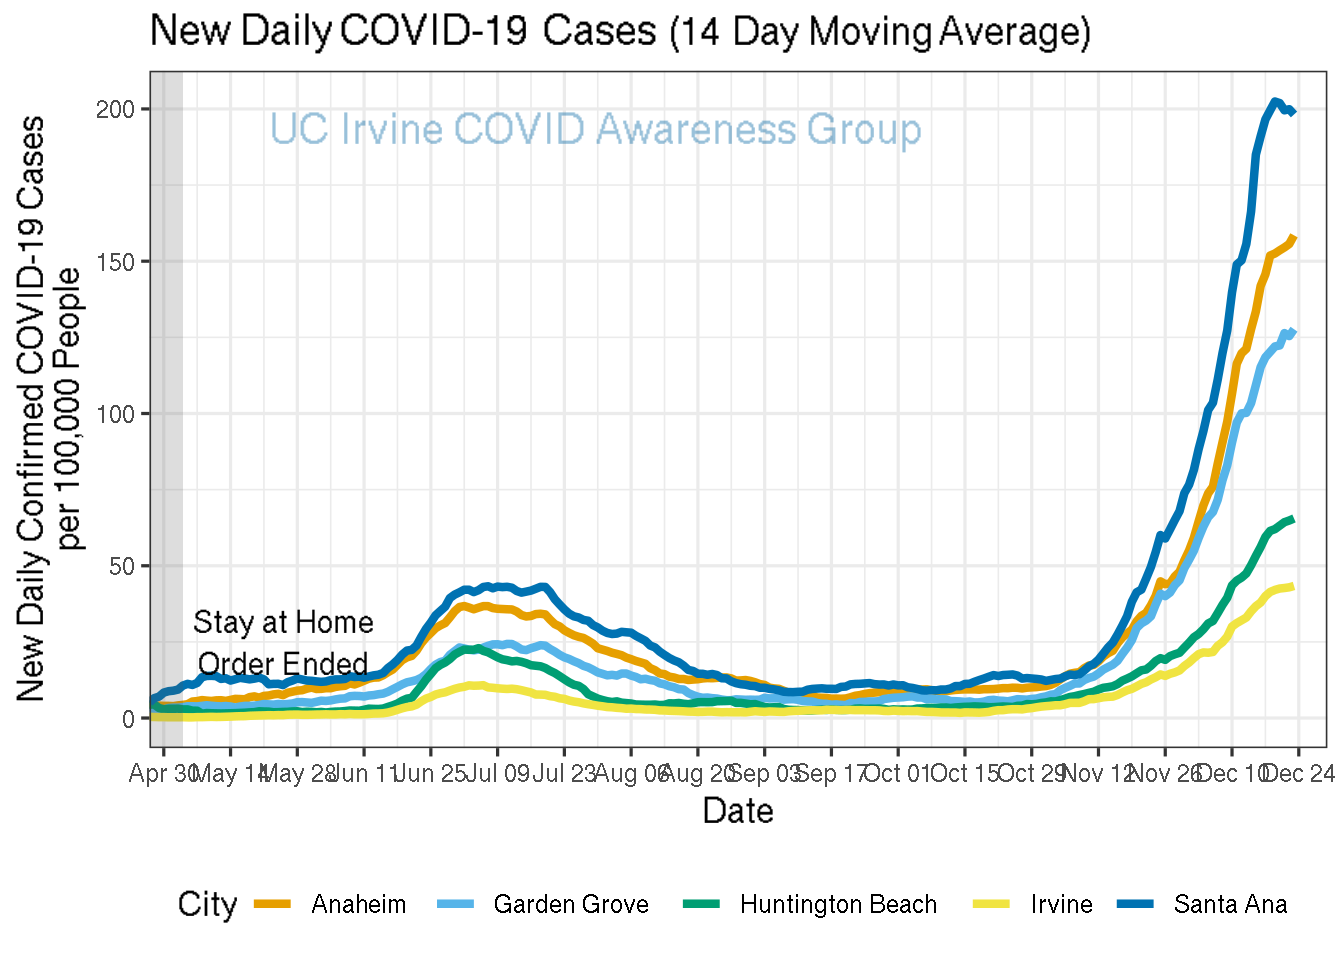 New Daily COVID-19 Cases (14 Day Moving Average)
UC Irvine COVID Awareness Group
New Daily Confirmed COVID-19 Cases
per 100,000 People
200
150
100
50
0
Stay at Home
Order Ended
Apr 30 May 14 May 28 Jun 11 Jun 25 Jul 09 Jul 23 Aug 06 Aug 20 Sep 03 Sep 17 Oct 01 Oct 15 Oct 29 Nov 12 Nov 26 Dec 10 Dec 24
Date
City Anaheim Garden Grove Huntington Beach Irvine Santa Ana